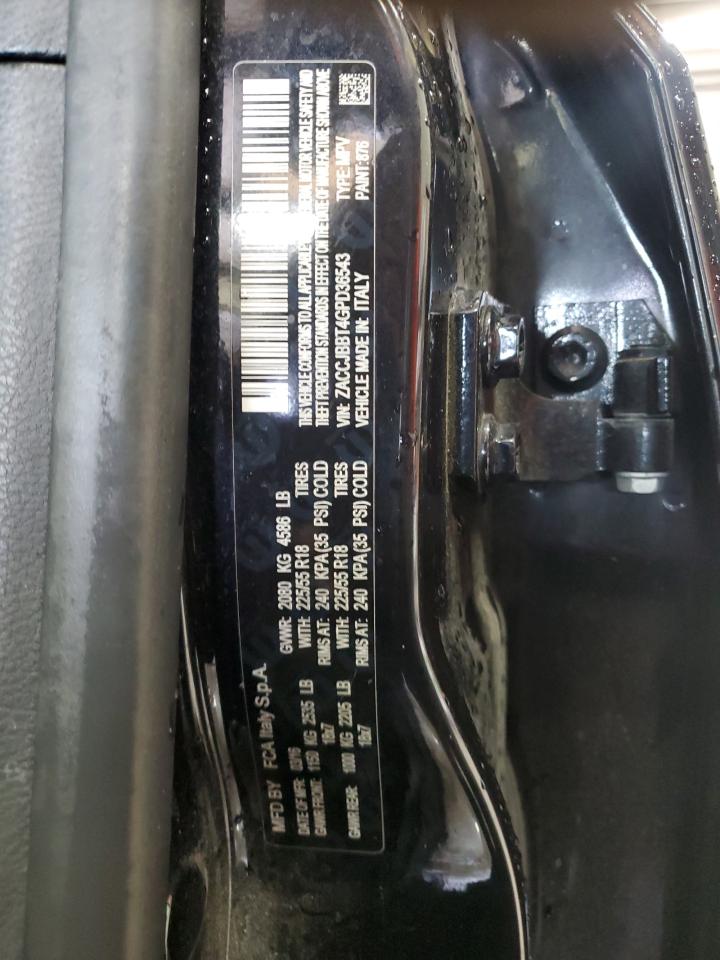 MFD BY FCA Italy S.p.A.
DATE OF MFR: 03/16 GVWR: 2080 KG 4586 LB
GAWR FRONT: 1150 KG 2535 LB WITH: 225/55 R18 TIRES
18x7 RIMS AT: 240 KPA(35 PSI) COLD
GAWR REAR: 1000 KG 2205 LB WITH: 225/55 R18 TIRES
18x7 RIMS AT: 240 KPA(35 PSI) COLD
THIS VEHICLE CONFORMS TO ALL APPLICABLE MOTOR VEHICLE SAFETY AND
THEFT PREVENTION STANDARDS IN EFFECT ON THE DATE OF MANUFACTURE SHOWN ABOVE
VIN: ZACCJBBT4GPD36543 TYPE: MPV
VEHICLE MADE IN: ITALY PAINT: 876